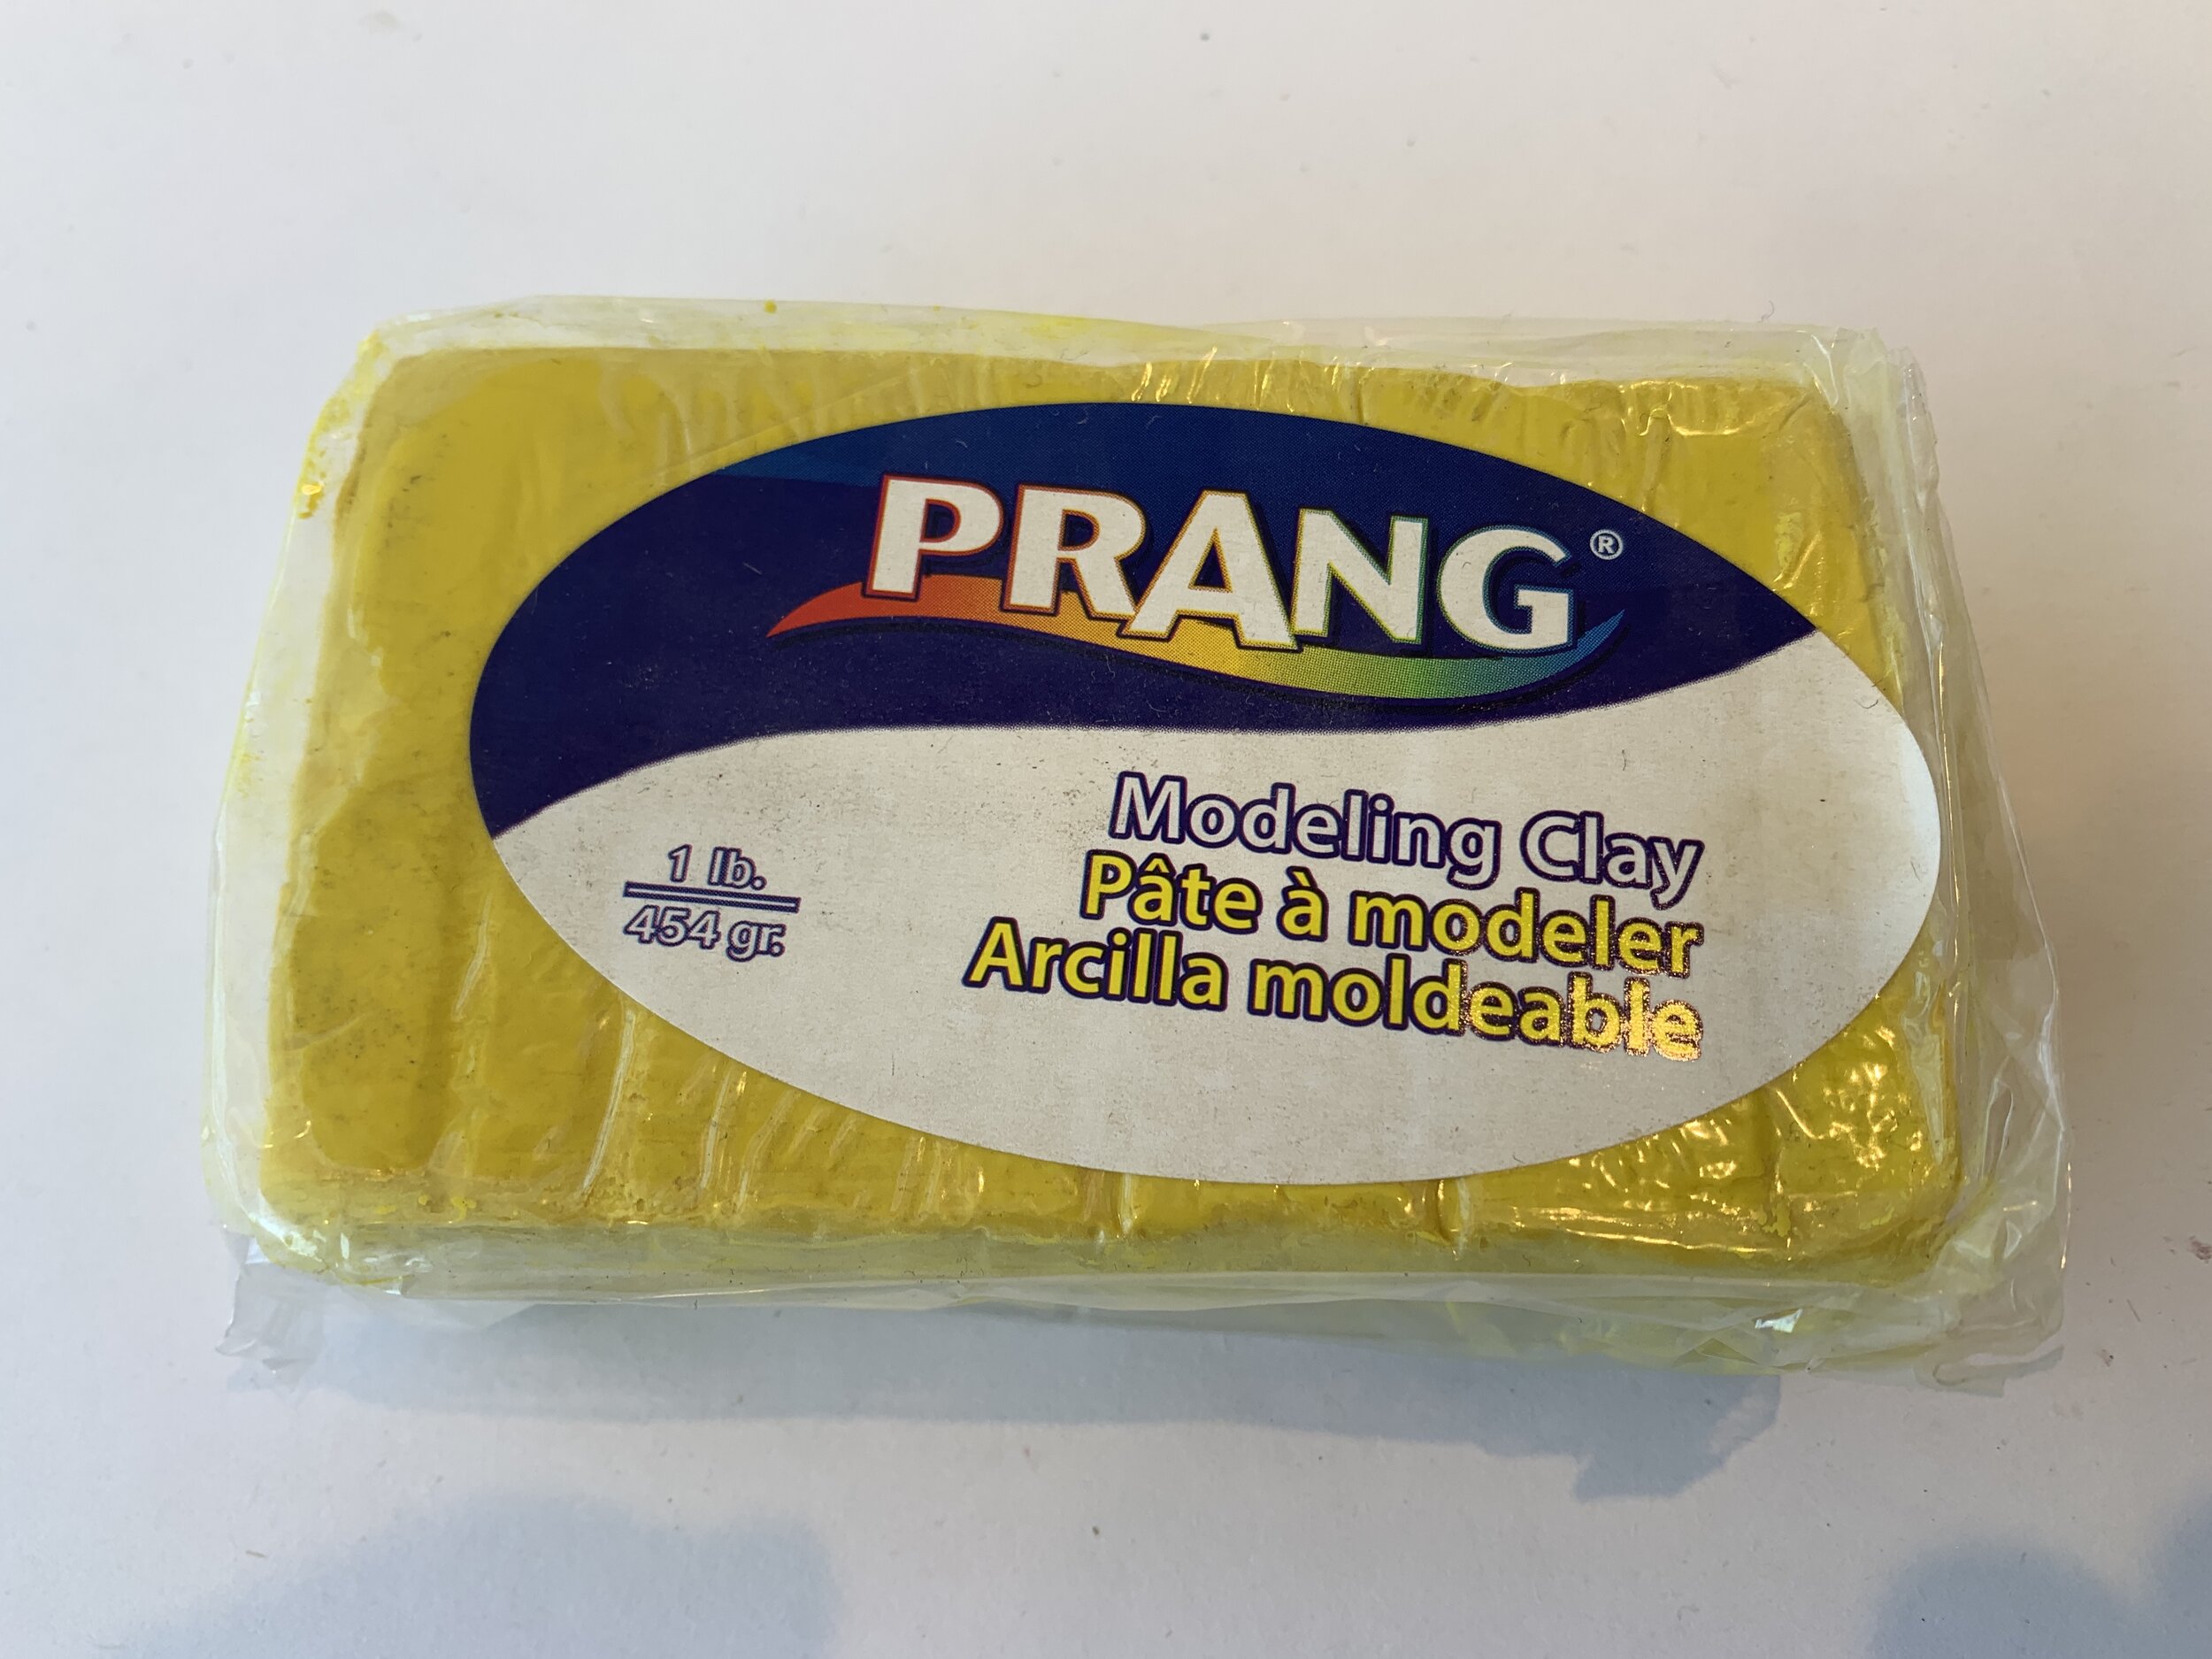 PRANG®
Modeling Clay
Pâte à modeler
Arcilla moldeable
1 lb.
454 gr.